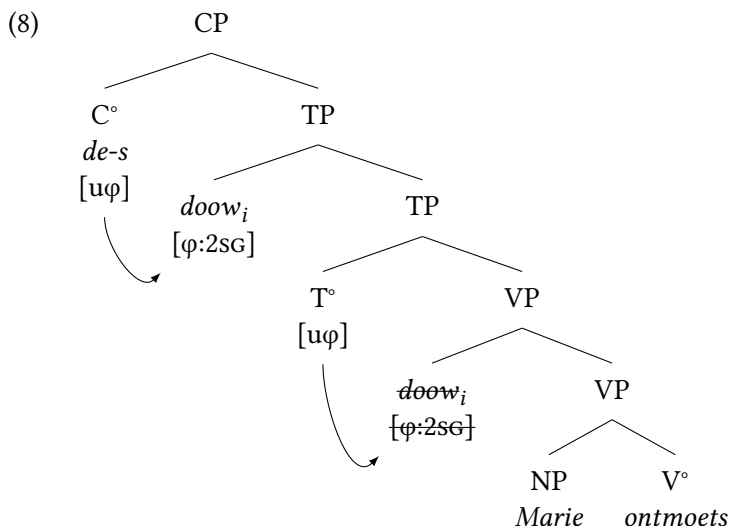 (8) CP
C° TP
de-s
[uφ] doow_i TP
[φ:2SG]
T° VP
[uφ]
doow_i VP
[φ:2SG]
NP V°
Marie ontmoets